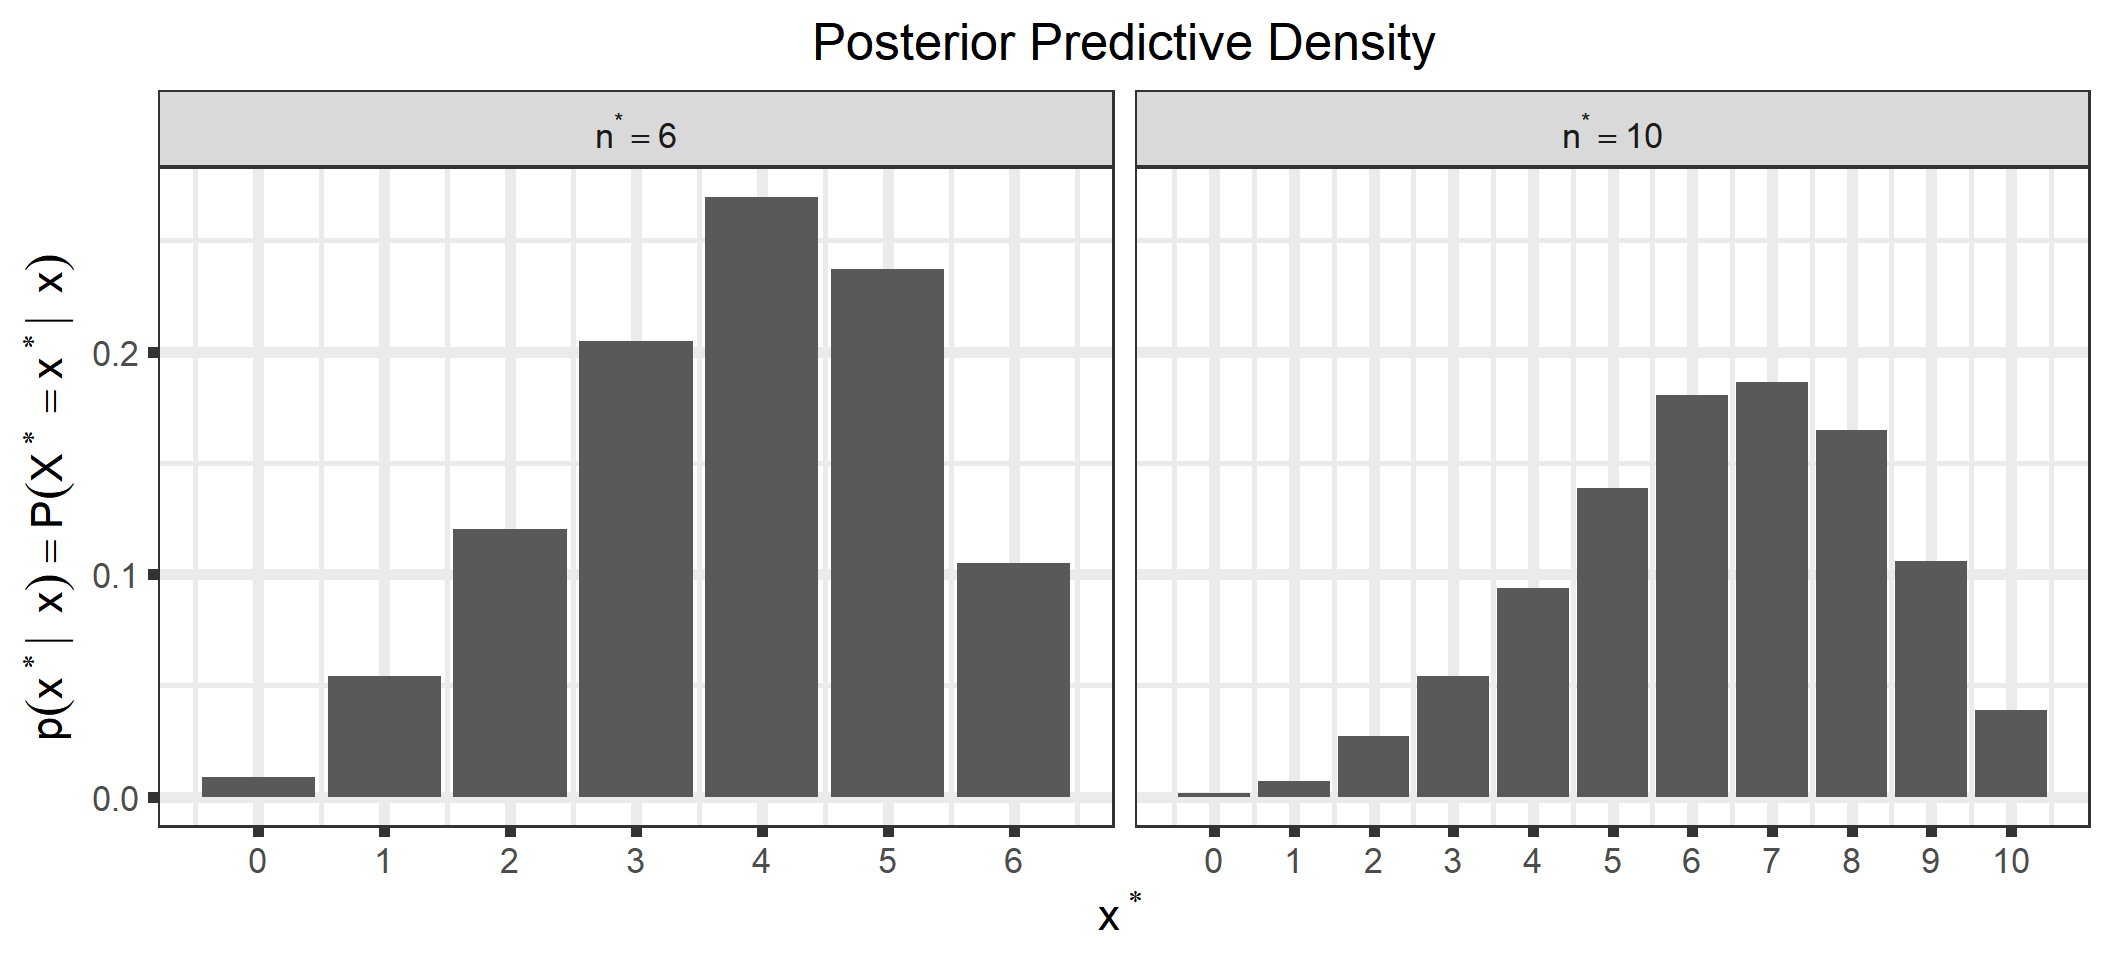 Posterior Predictive Density
n* = 6
n* = 10
p(x* | x) = P(X* = x* | x)
0.2
0.1
0.0
0 1 2 3 4 5 6
0 1 2 3 4 5 6 7 8 9 10
x*